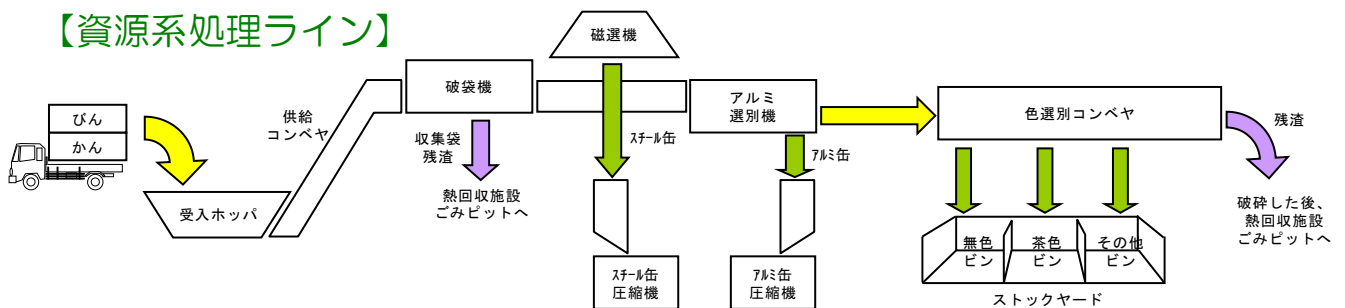 【資源系処理ライン】
磁選機
びん
かん
供給
コンベヤ
破袋機
アルミ
選別機
色選別コンベヤ
残渣
収集袋
残渣
ｽﾁｰﾙ缶
ｱﾙﾐ缶
受入ホッパ
熱回収施設
ごみピットへ
破砕した後、
熱回収施設
ごみピットへ
無色
ビン
茶色
ビン
その他
ビン
ｽﾁｰﾙ缶
圧縮機
ｱﾙﾐ缶
圧縮機
ストックヤード